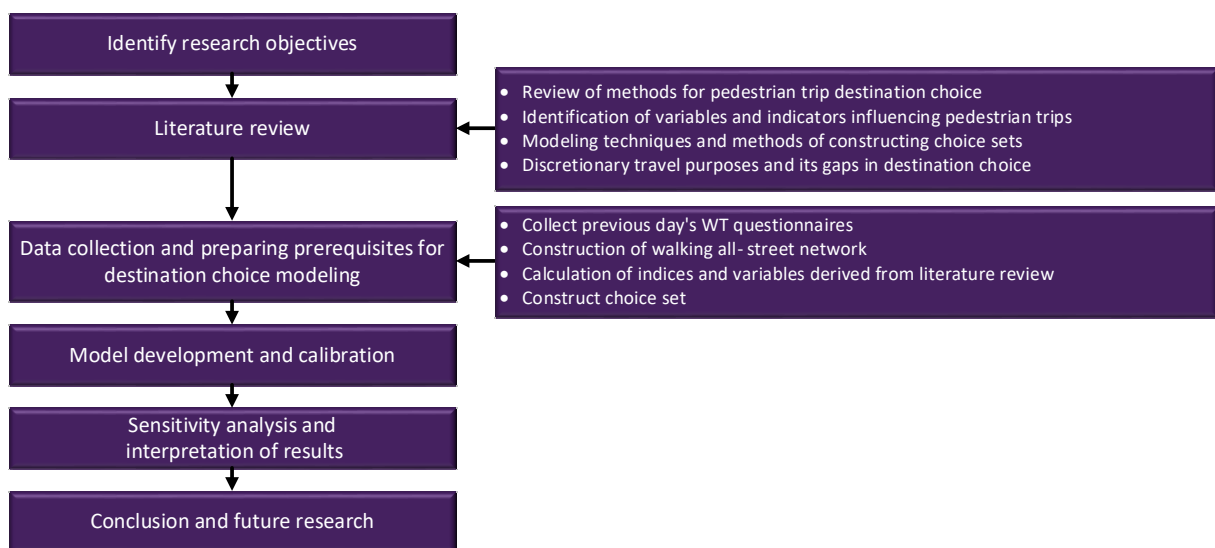 Identify research objectives
Literature review
• Review of methods for pedestrian trip destination choice
• Identification of variables and indicators influencing pedestrian trips
• Modeling techniques and methods of constructing choice sets
• Discretionary travel purposes and its gaps in destination choice
Data collection and preparing prerequisites for
destination choice modeling
• Collect previous day's WT questionnaires
• Construction of walking all- street network
• Calculation of indices and variables derived from literature review
• Construct choice set
Model development and calibration
Sensitivity analysis and
interpretation of results
Conclusion and future research